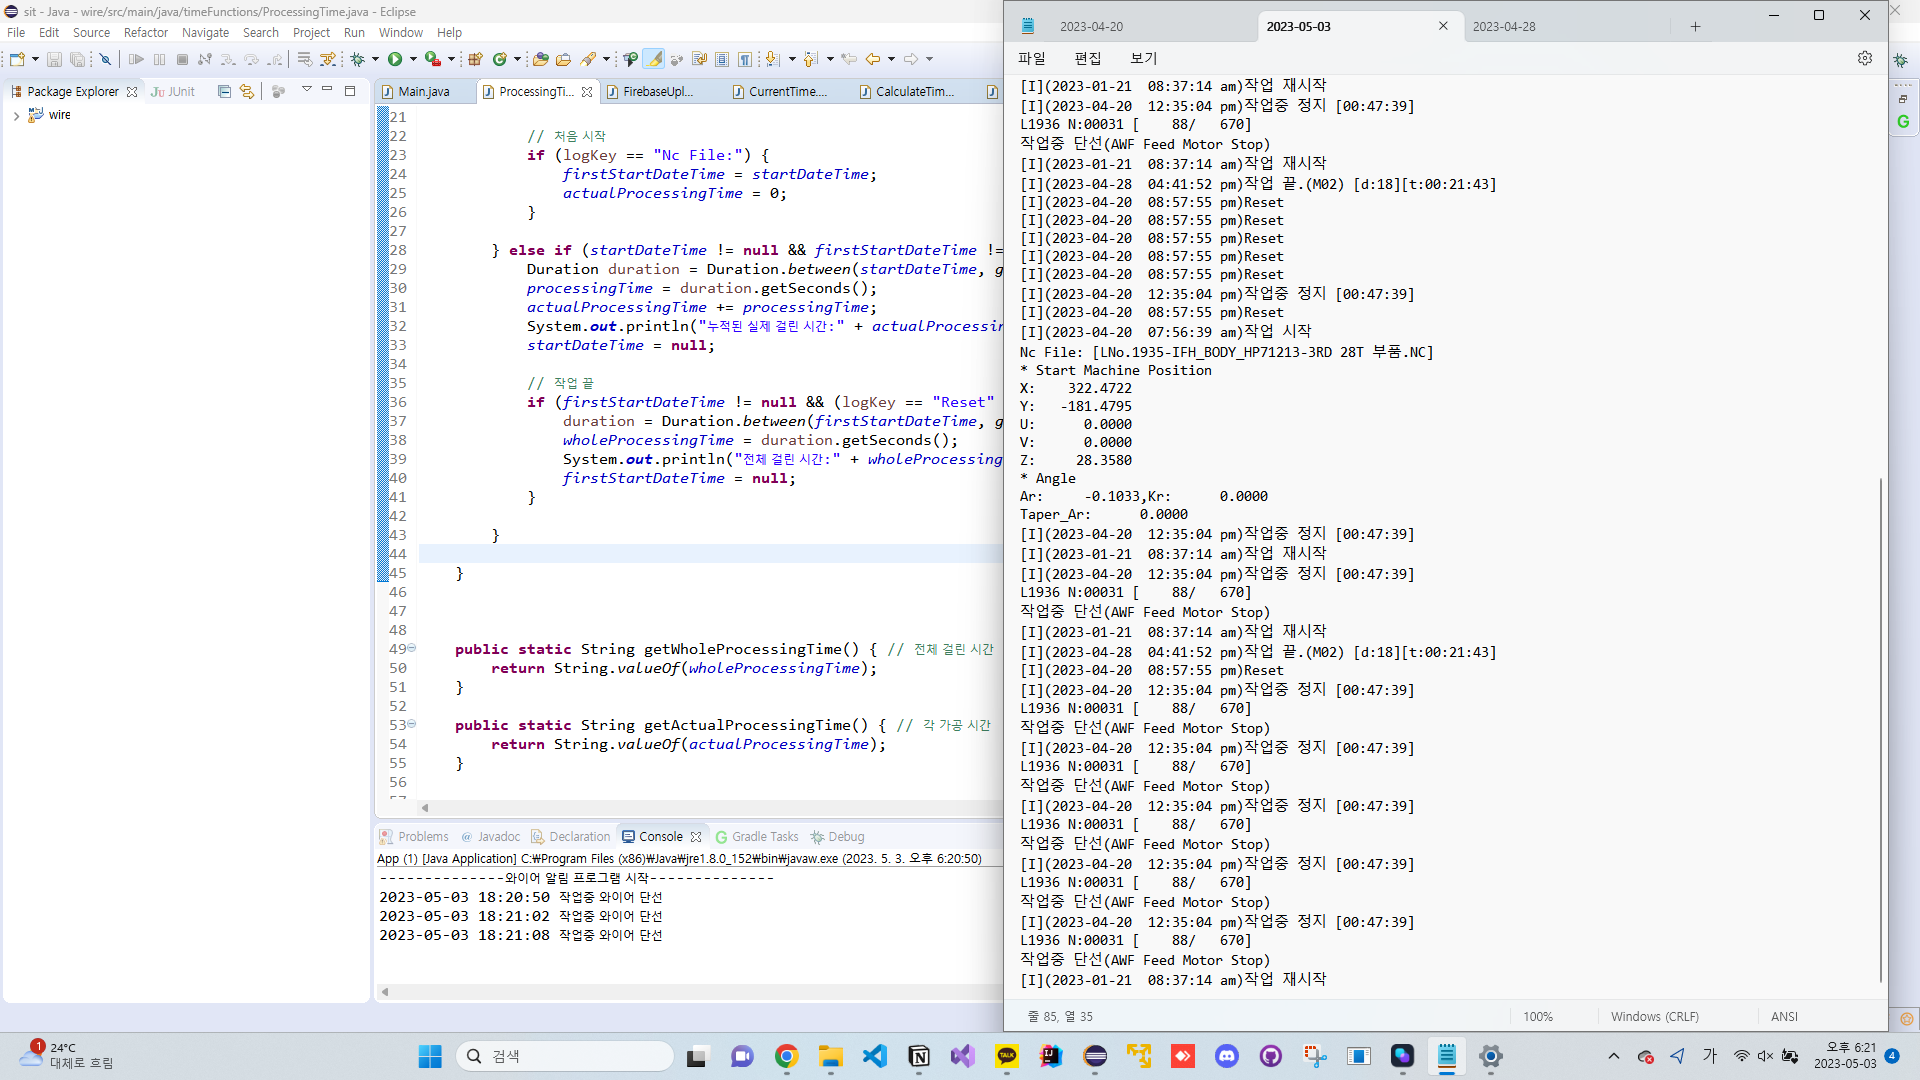 sit - Java - wire/src/main/java/timeFunctions/ProcessingTime.java - Eclipse
File Edit Source Refactor Navigate Search Project Run Window Help
Package Explorer JUnit
wire
Main.java ProcessingTi... FirebaseUpl... CurrentTime.... CalculateTim...
21
22 // 처음 시작
23 if (logKey == "Nc File:") {
24 firstStartDateTime = startDateTime;
25 actualProcessingTime = 0;
26 }
27
28 } else if (startDateTime != null && firstStartDateTime !=
29 Duration duration = Duration.between(startDateTime, g
30 processingTime = duration.getSeconds();
31 actualProcessingTime += processingTime;
32 System.out.println("누적된 실제 걸린 시간:" + actualProcessin
33 startDateTime = null;
34
35 // 작업 끝
36 if (firstStartDateTime != null && (logKey == "Reset"
37 duration = Duration.between(firstStartDateTime, g
38 wholeProcessingTime = duration.getSeconds();
39 System.out.println("전체 걸린 시간:" + wholeProcessing
40 firstStartDateTime = null;
41 }
42
43 }
44
45 }
46
47
48
49 public static String getWholeProcessingTime() { // 전체 걸린 시간
50 return String.valueOf(wholeProcessingTime);
51 }
52
53 public static String getActualProcessingTime() { // 각 가공 시간
54 return String.valueOf(actualProcessingTime);
55 }
56
Problems Javadoc Declaration Console Gradle Tasks Debug
App (1) [Java Application] C:₩Program Files (x86)₩Java₩jre1.8.0_152₩bin₩javaw.exe (2023. 5. 3. 오후 6:20:50)
--------------와이어 알림 프로그램 시작--------------
2023-05-03 18:20:50 작업중 와이어 단선
2023-05-03 18:21:02 작업중 와이어 단선
2023-05-03 18:21:08 작업중 와이어 단선
2023-04-20 2023-05-03 2023-04-28
파일 편집 보기
[I](2023-01-21  08:37:14 am)작업 재시작
[I](2023-04-20  12:35:04 pm)작업중 정지 [00:47:39]
L1936 N:00031 [    88/   670]
작업중 단선(AWF Feed Motor Stop)
[I](2023-01-21  08:37:14 am)작업 재시작
[I](2023-04-28  04:41:52 pm)작업 끝.(M02) [d:18][t:00:21:43]
[I](2023-04-20  08:57:55 pm)Reset
[I](2023-04-20  08:57:55 pm)Reset
[I](2023-04-20  08:57:55 pm)Reset
[I](2023-04-20  08:57:55 pm)Reset
[I](2023-04-20  08:57:55 pm)Reset
[I](2023-04-20  12:35:04 pm)작업중 정지 [00:47:39]
[I](2023-04-20  08:57:55 pm)Reset
[I](2023-04-20  07:56:39 am)작업 시작
Nc File: [LNo.1935-IFH_BODY_HP71213-3RD 28T 부품.NC]
* Start Machine Position
X:    322.4722
Y:   -181.4795
U:      0.0000
V:      0.0000
Z:     28.3580
* Angle
Ar:     -0.1033,Kr:      0.0000
Taper_Ar:      0.0000
[I](2023-04-20  12:35:04 pm)작업중 정지 [00:47:39]
[I](2023-01-21  08:37:14 am)작업 재시작
[I](2023-04-20  12:35:04 pm)작업중 정지 [00:47:39]
L1936 N:00031 [    88/   670]
작업중 단선(AWF Feed Motor Stop)
[I](2023-01-21  08:37:14 am)작업 재시작
[I](2023-04-28  04:41:52 pm)작업 끝.(M02) [d:18][t:00:21:43]
[I](2023-04-20  08:57:55 pm)Reset
[I](2023-04-20  12:35:04 pm)작업중 정지 [00:47:39]
L1936 N:00031 [    88/   670]
작업중 단선(AWF Feed Motor Stop)
[I](2023-04-20  12:35:04 pm)작업중 정지 [00:47:39]
L1936 N:00031 [    88/   670]
작업중 단선(AWF Feed Motor Stop)
[I](2023-04-20  12:35:04 pm)작업중 정지 [00:47:39]
L1936 N:00031 [    88/   670]
작업중 단선(AWF Feed Motor Stop)
[I](2023-04-20  12:35:04 pm)작업중 정지 [00:47:39]
L1936 N:00031 [    88/   670]
작업중 단선(AWF Feed Motor Stop)
[I](2023-04-20  12:35:04 pm)작업중 정지 [00:47:39]
L1936 N:00031 [    88/   670]
작업중 단선(AWF Feed Motor Stop)
[I](2023-01-21  08:37:14 am)작업 재시작
줄 85, 열 35 100% Windows (CRLF) ANSI
1 24°C
대체로 흐림
검색
TALK
가
오후 6:21
2023-05-03
4